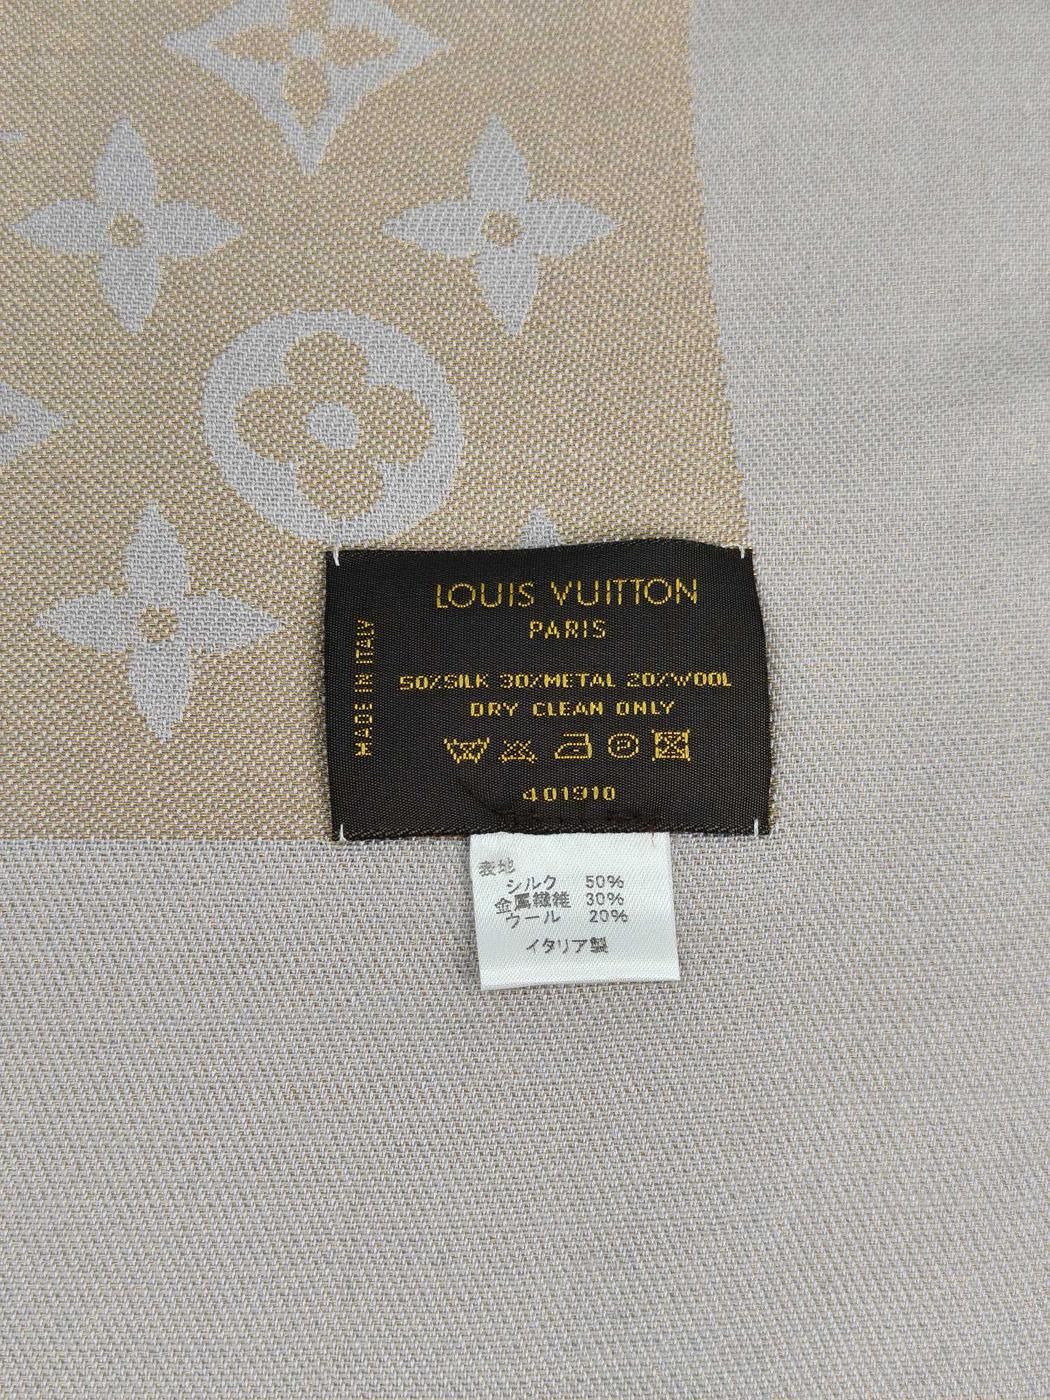 LOUIS VUITTON
PARIS
MADE IN ITALY
50%SILK 30%METAL 20%WOOL
DRY CLEAN ONLY
P
401910
表地
シルク 50%
金属繊維 30%
ウール 20%
イタリア製